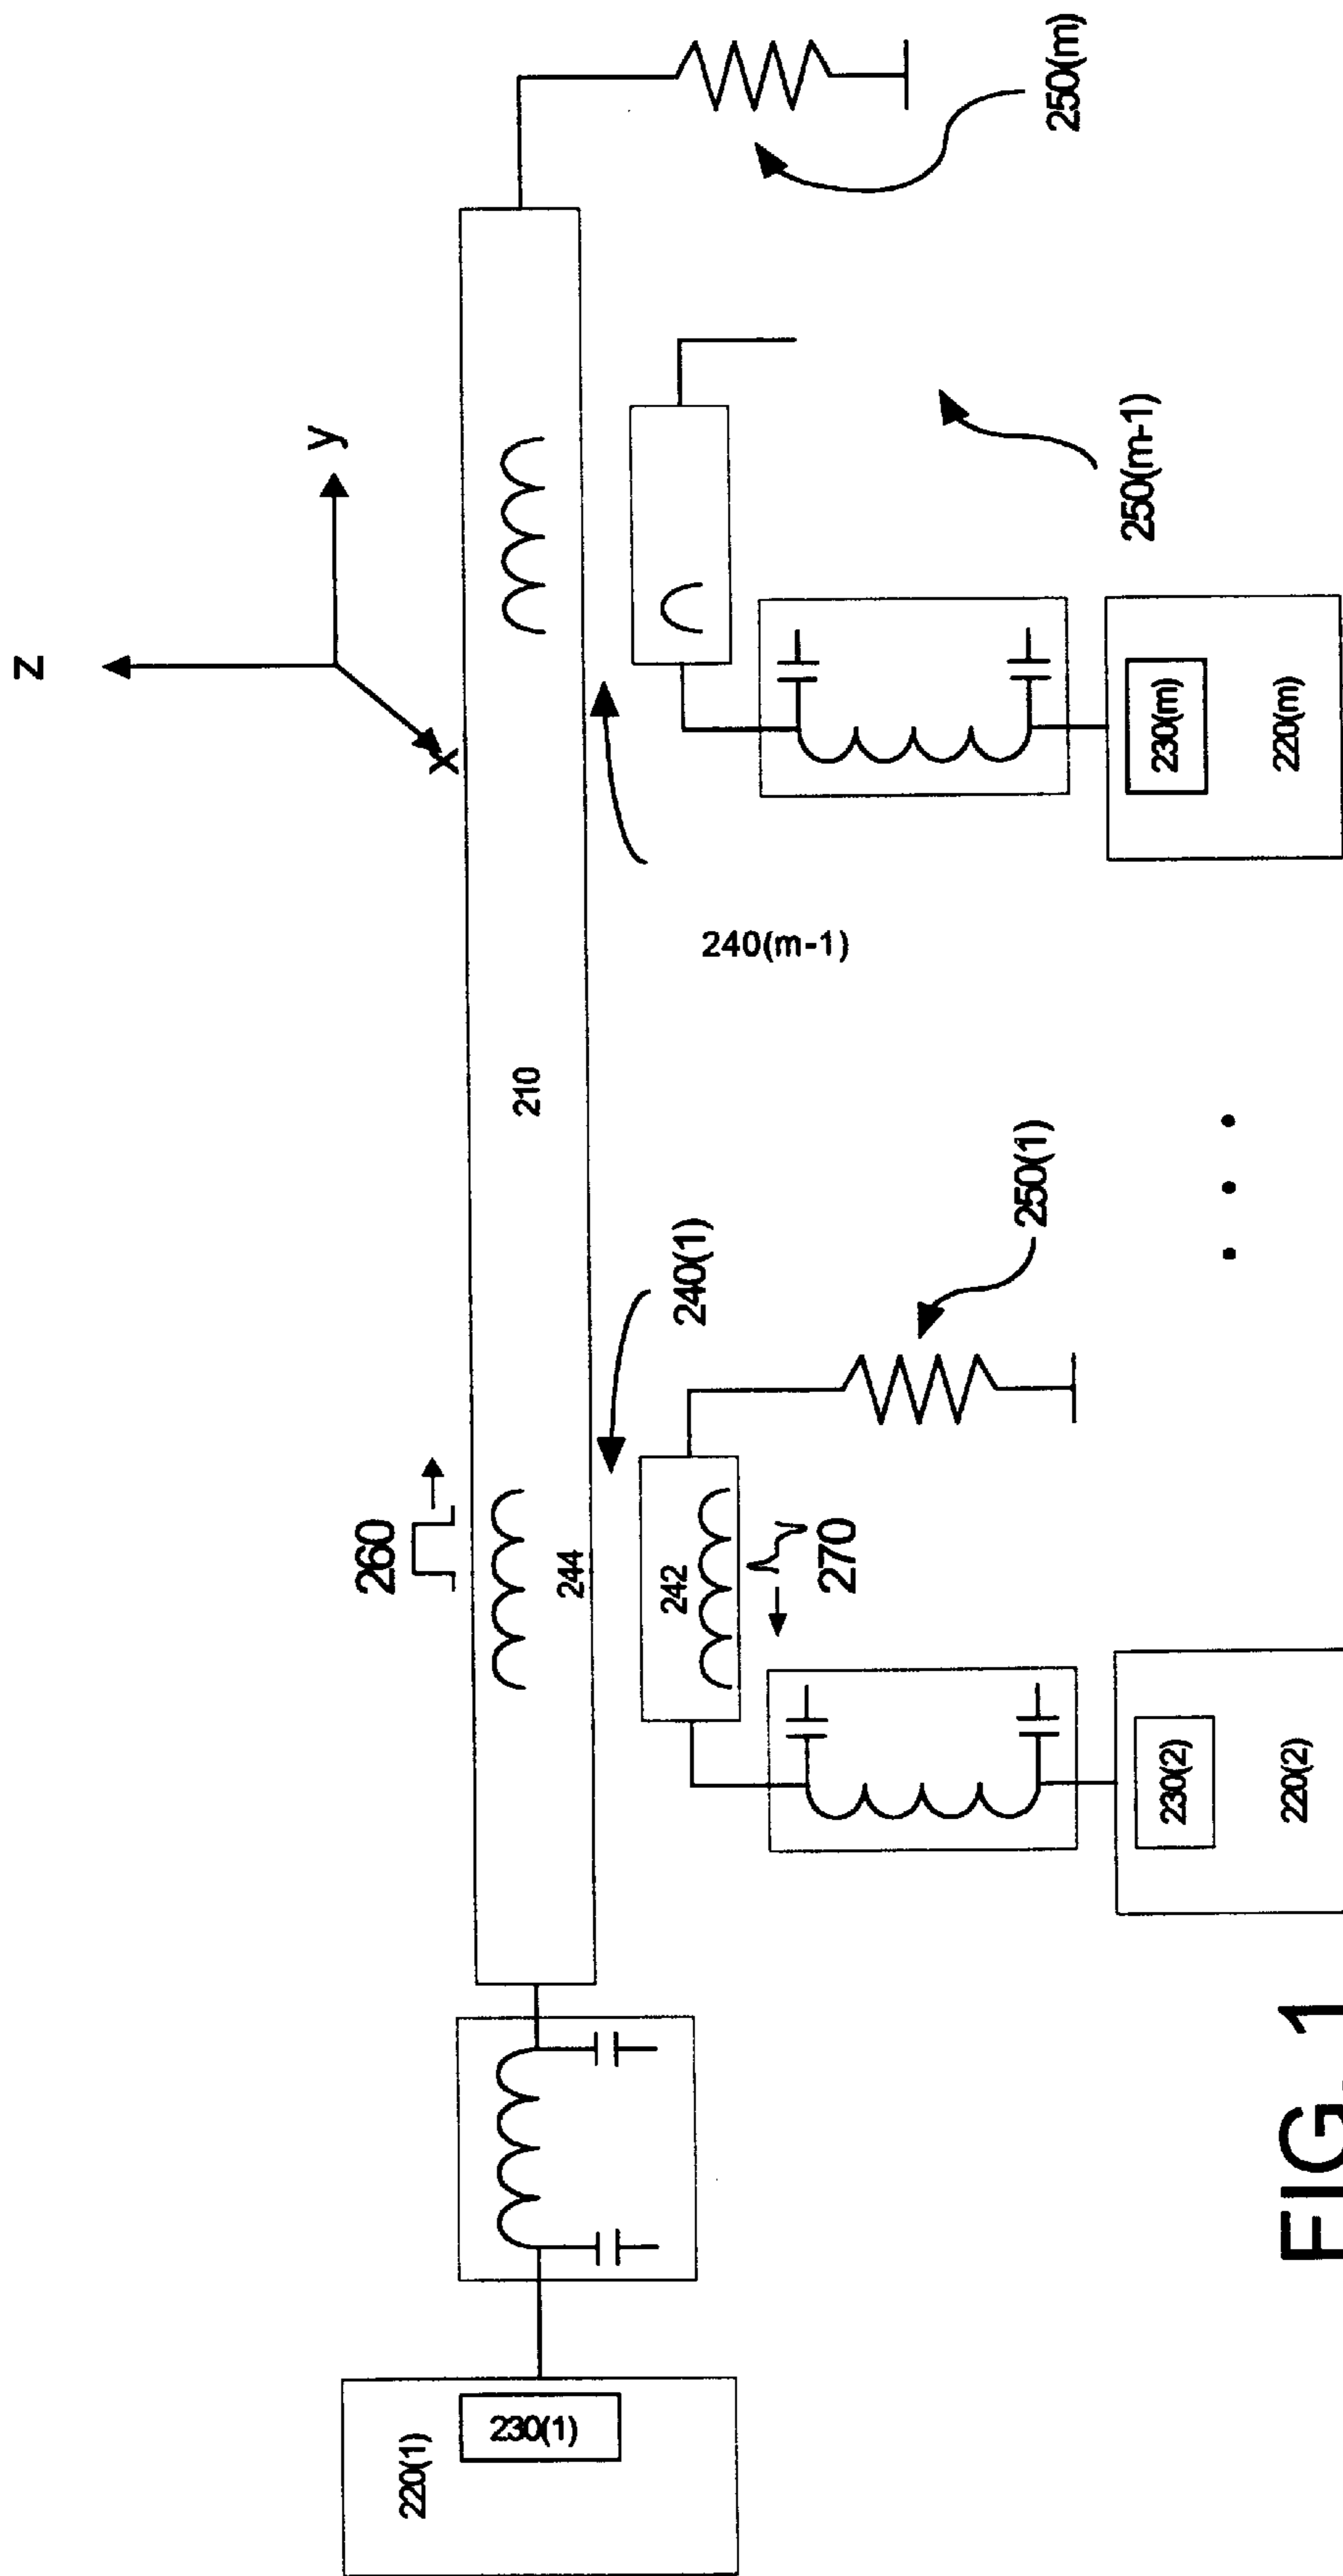 z
y
x
260
244
210
240(1)
240(m-1)
242
270
250(1)
250(m-1)
250(m)
220(1)
230(1)
230(2)
220(2)
230(m)
220(m)
FIG. 1